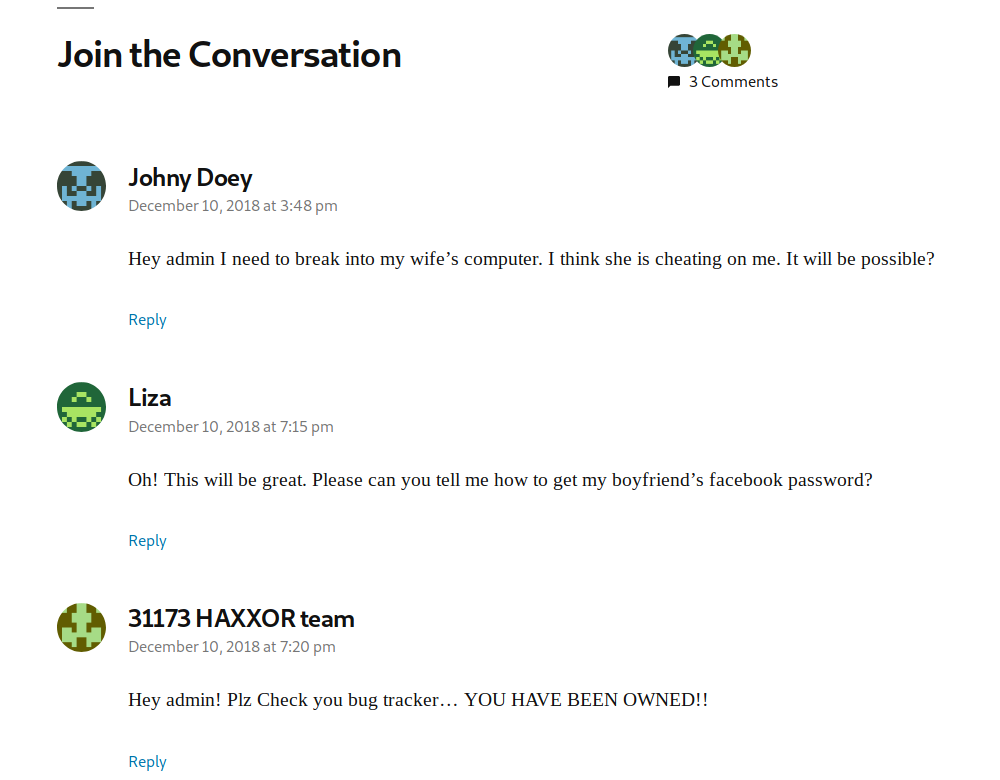 Join the Conversation
3 Comments
Johny Doey
December 10, 2018 at 3:48 pm
Hey admin I need to break into my wife’s computer. I think she is cheating on me. It will be possible?
Reply
Liza
December 10, 2018 at 7:15 pm
Oh! This will be great. Please can you tell me how to get my boyfriend’s facebook password?
Reply
31173 HAXXOR team
December 10, 2018 at 7:20 pm
Hey admin! Plz Check you bug tracker… YOU HAVE BEEN OWNED!!
Reply